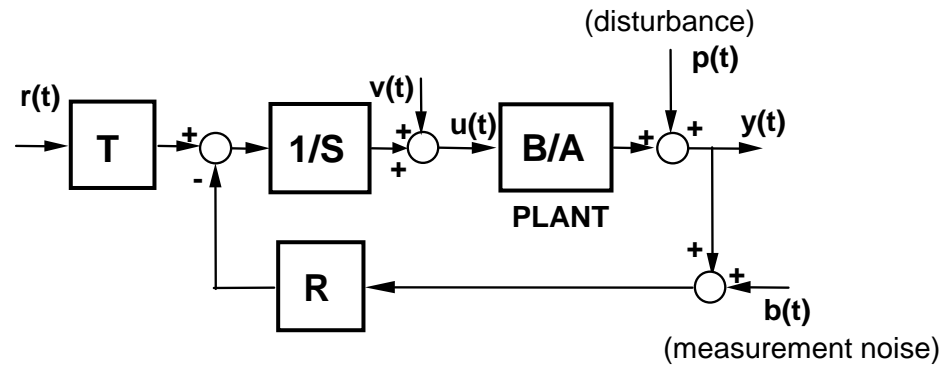 (disturbance)
p(t)
r(t)
v(t)
u(t)
y(t)
T
+
-
1/S
+
+
B/A
+
+
PLANT
R
+
+
b(t)
(measurement noise)